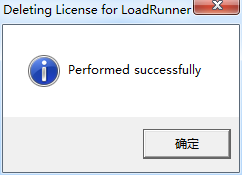 Deleting License for LoadRunner
Performed successfully
确定